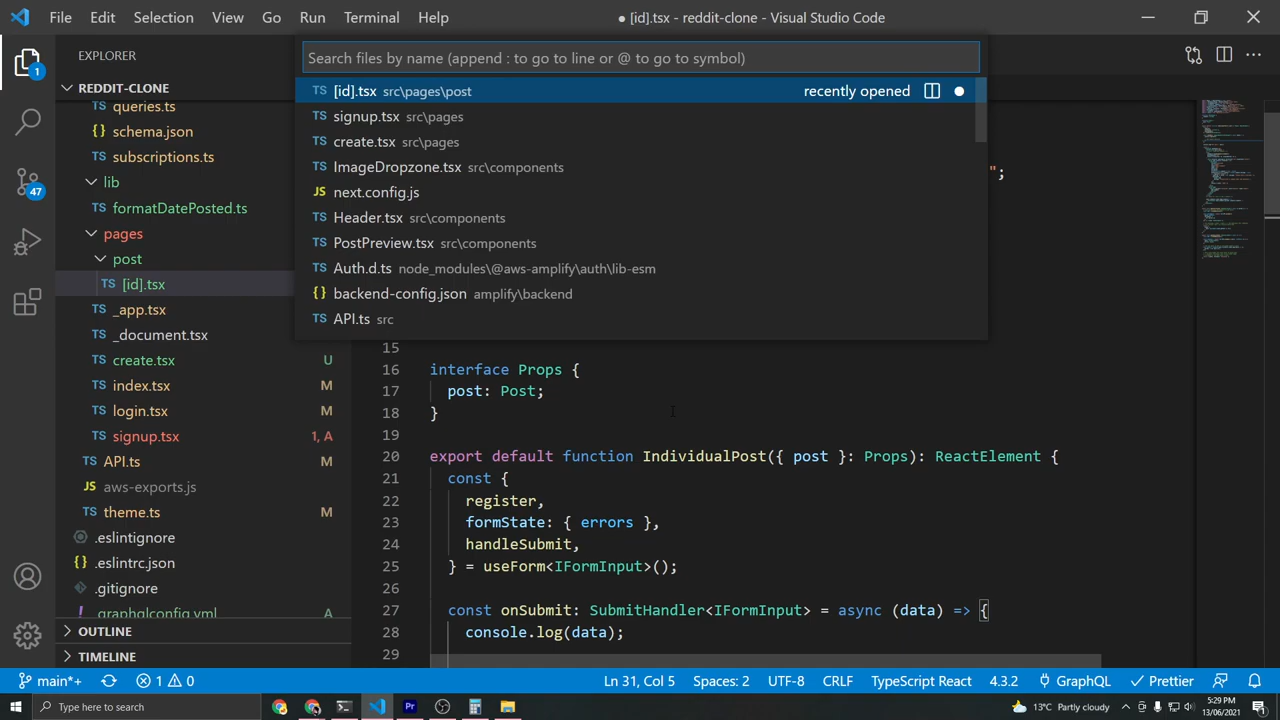 File Edit Selection View Go Run Terminal Help
● [id].tsx - reddit-clone - Visual Studio Code
1
47
EXPLORER
REDDIT-CLONE
queries.ts
{} schema.json
TS subscriptions.ts
lib
TS formatDatePosted.ts
pages
post
TS [id].tsx
TS _app.tsx
TS _document.tsx
TS create.tsx U
TS index.tsx M
TS login.tsx M
TS signup.tsx 1, A
TS API.ts M
JS aws-exports.js
TS theme.ts M
.eslintignore
{} .eslintrc.json
.gitignore
! .graphqlconfig.yml A
OUTLINE
TIMELINE
Search files by name (append : to go to line or @ to go to symbol)
TS [id].tsx src\pages\post recently opened
TS signup.tsx src\pages
TS create.tsx src\pages
TS ImageDropzone.tsx src\components
JS next.config.js
TS Header.tsx src\components
TS PostPreview.tsx src\components
TS Auth.d.ts node_modules\@aws-amplify\auth\lib-esm
{} backend-config.json amplify\backend
TS API.ts src
";
15
16 interface Props {
17 post: Post;
18 }
19
20 export default function IndividualPost({ post }: Props): ReactElement {
21 const {
22 register,
23 formState: { errors },
24 handleSubmit,
25 } = useForm<IFormInput>();
26
27 const onSubmit: SubmitHandler<IFormInput> = async (data) => {
28 console.log(data);
29
main*+ 1 0 Ln 31, Col 5 Spaces: 2 UTF-8 CRLF TypeScript React 4.3.2 GraphQL Prettier
Type here to search
Pr
13°C Partly cloudy
5:29 PM
13/06/2021
1